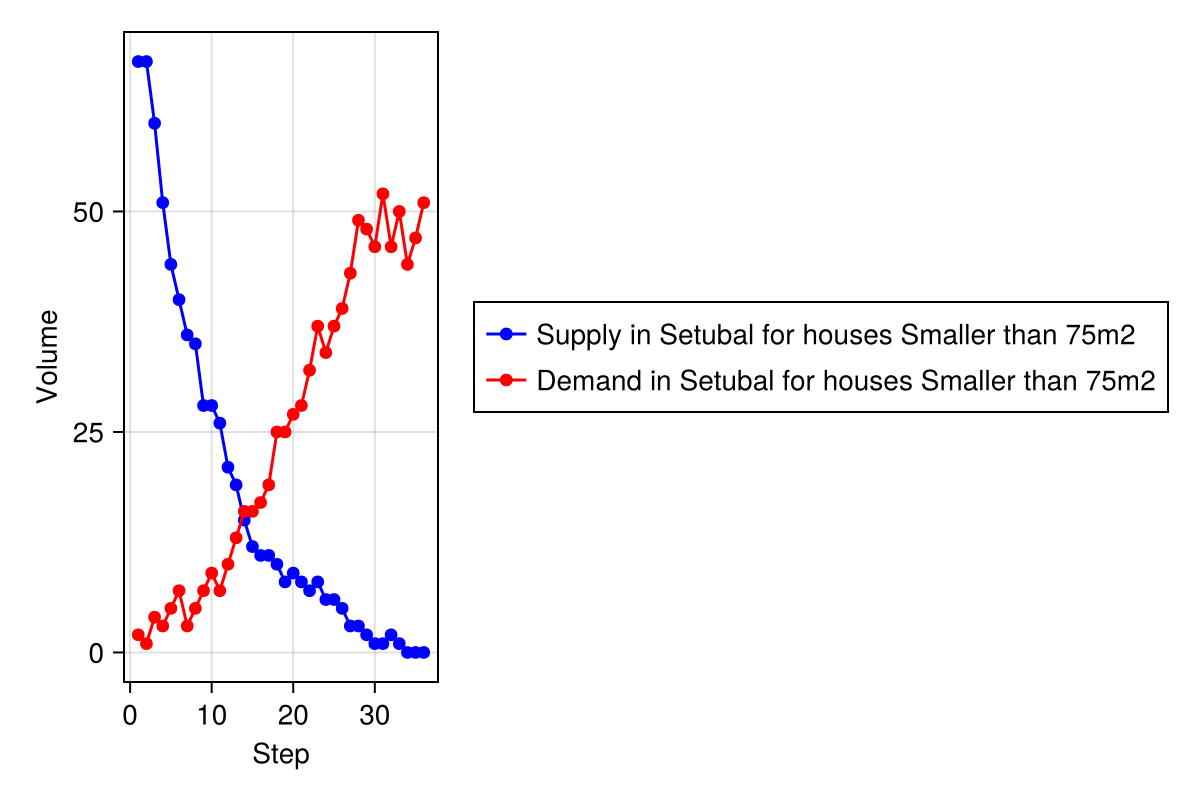 Volume
50
25
0
0 10 20 30
Step
Supply in Setubal for houses Smaller than 75m2
Demand in Setubal for houses Smaller than 75m2